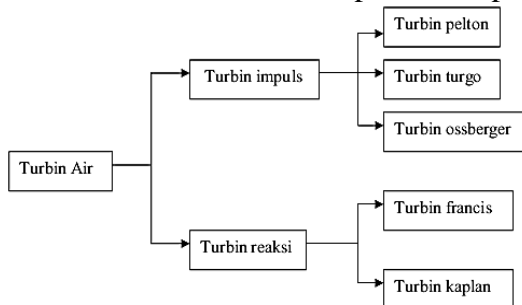 Turbin pelton
Turbin impuls
Turbin turgo
Turbin ossberger
Turbin Air
Turbin francis
Turbin reaksi
Turbin kaplan